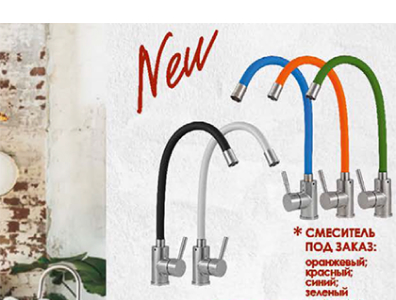 New
* СМЕСИТЕЛЬ
ПОД ЗАКАЗ:
оранжевый;
красный;
синий;
зеленый